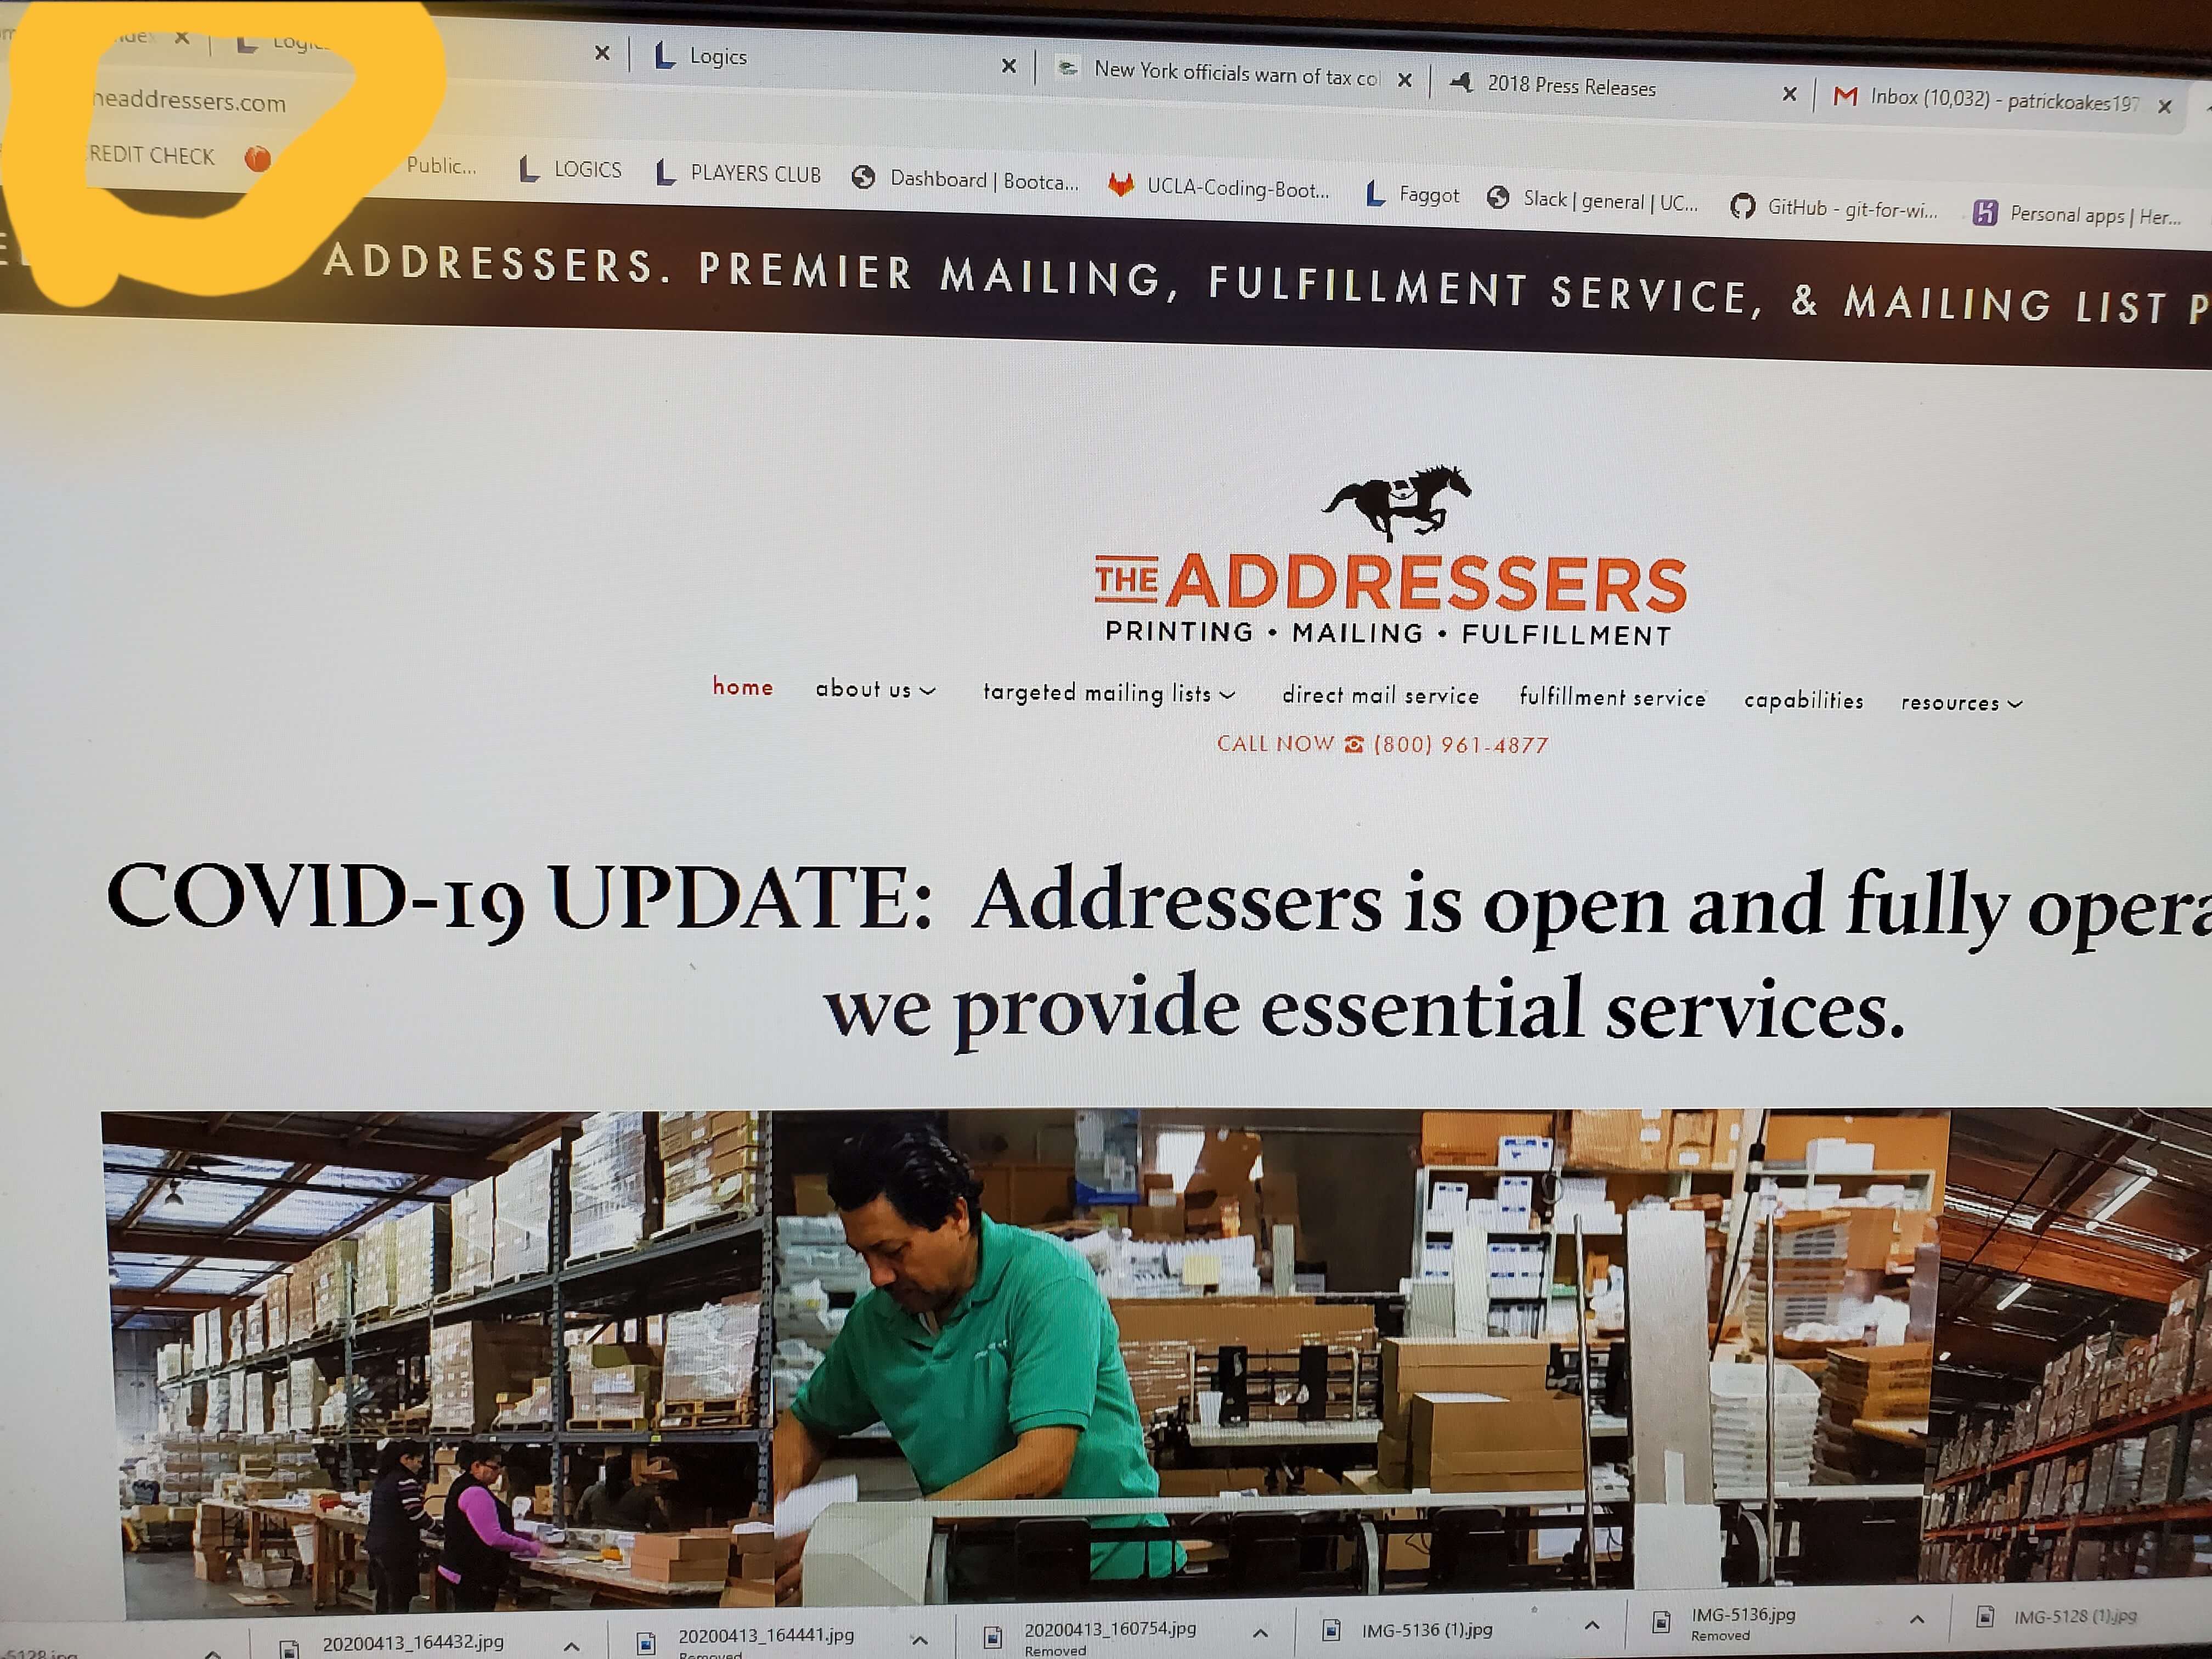 Logics
New York officials warn of tax co
2018 Press Releases
Inbox (10,032) - patrickoakes197
headdressers.com
REDIT CHECK
Public...
LOGICS
PLAYERS CLUB
Dashboard | Bootca...
UCLA-Coding-Boot...
Faggot
Slack | general | UC...
GitHub - git-for-wi...
Personal apps | Her...
ADDRESSERS. PREMIER MAILING, FULFILLMENT SERVICE, & MAILING LIST P
THE ADDRESSERS
PRINTING • MAILING • FULFILLMENT
home about us targeted mailing lists direct mail service fulfillment service capabilities resources
CALL NOW ☎ (800) 961-4877
COVID-19 UPDATE: Addressers is open and fully opera
we provide essential services.
20200413_164432.jpg
20200413_164441.jpg
Removed
20200413_160754.jpg
Removed
IMG-5136 (1).jpg
IMG-5136.jpg
Removed
IMG-5128 (1).jpg